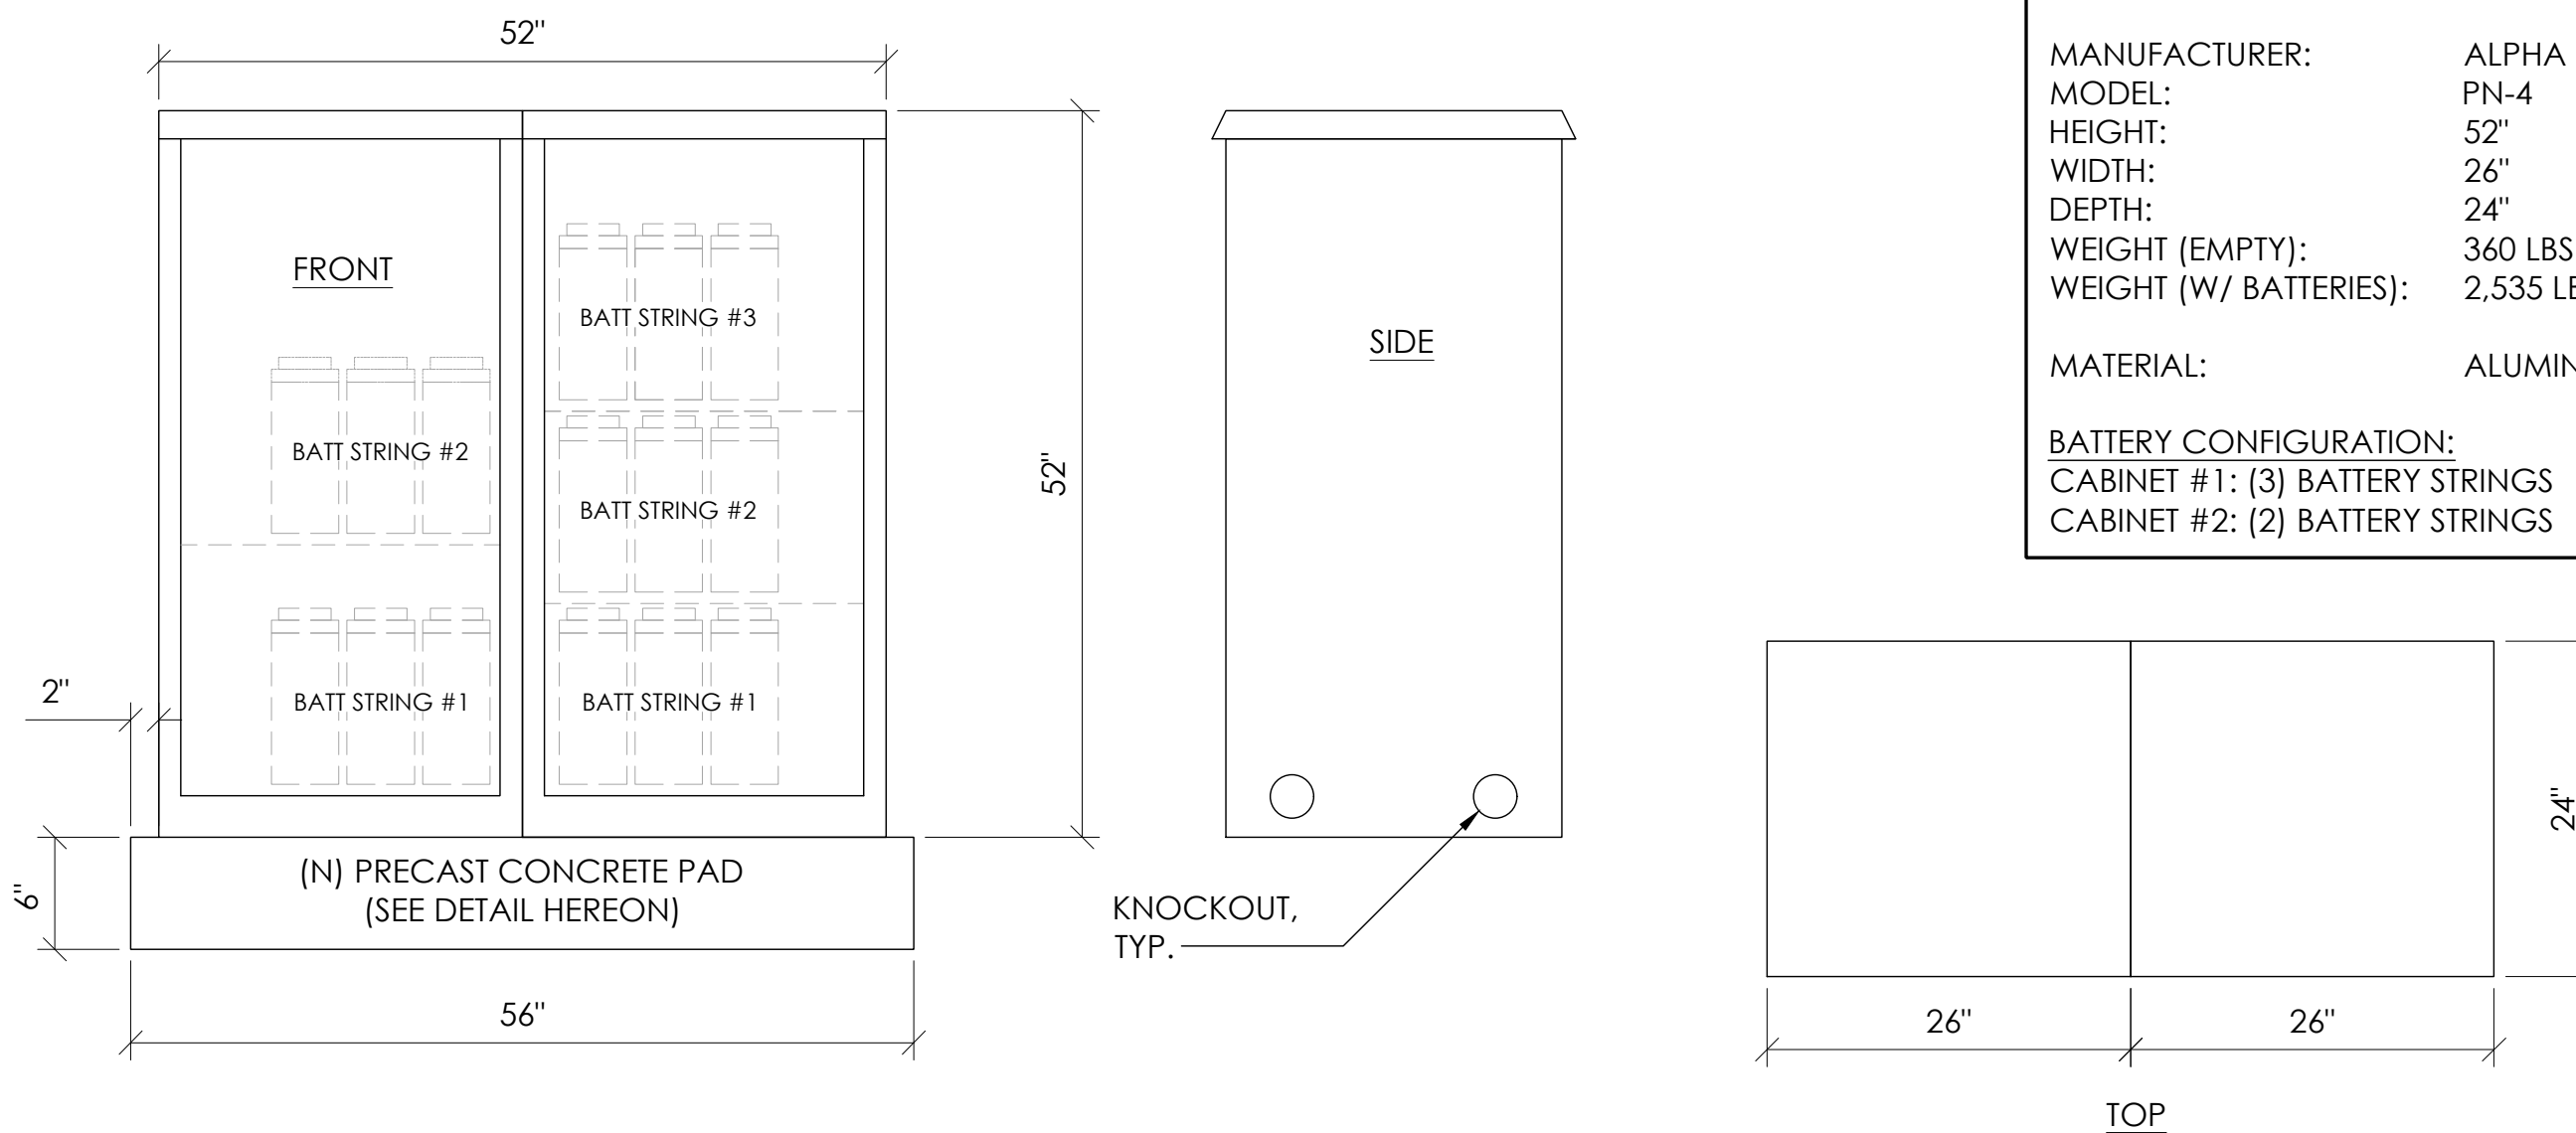 52"
FRONT
BATT STRING #3
BATT STRING #2
BATT STRING #2
BATT STRING #1
BATT STRING #1
2"
6"
52"
(N) PRECAST CONCRETE PAD
(SEE DETAIL HEREON)
56"
SIDE
KNOCKOUT,
TYP.
MANUFACTURER: ALPHA
MODEL: PN-4
HEIGHT: 52"
WIDTH: 26"
DEPTH: 24"
WEIGHT (EMPTY): 360 LBS
WEIGHT (W/ BATTERIES): 2,535
MATERIAL:
BATTERY CONFIGURATION:
CABINET #1: (3) BATTERY STRINGS
CABINET #2: (2) BATTERY STRINGS
24"
26" 26"
TOP